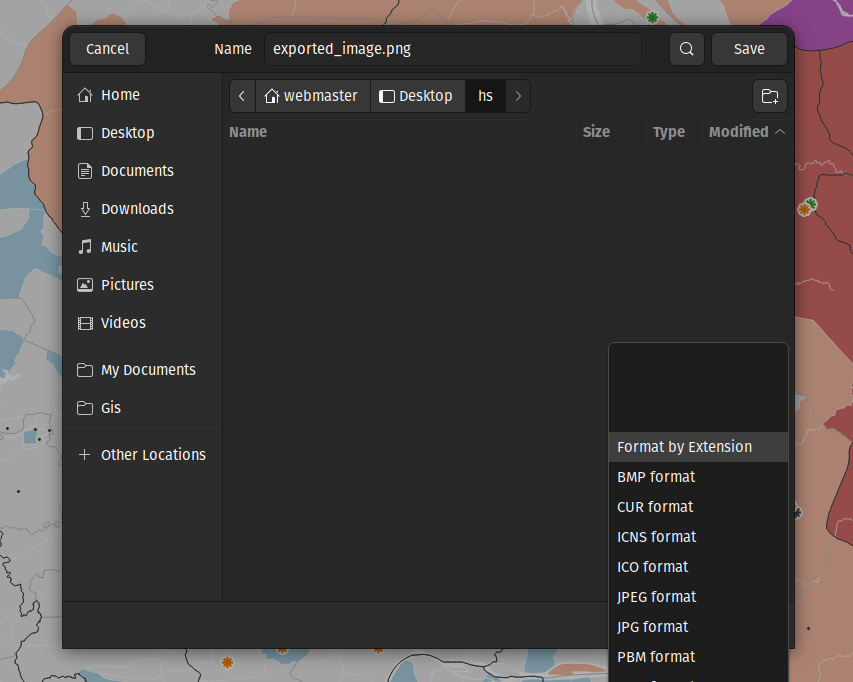 Cancel
Name
exported_image.png
Save
Home
Desktop
Documents
Downloads
Music
Pictures
Videos
My Documents
Gis
Other Locations
webmaster
Desktop
hs
Name
Size
Type
Modified
Format by Extension
BMP format
CUR format
ICNS format
ICO format
JPEG format
JPG format
PBM format